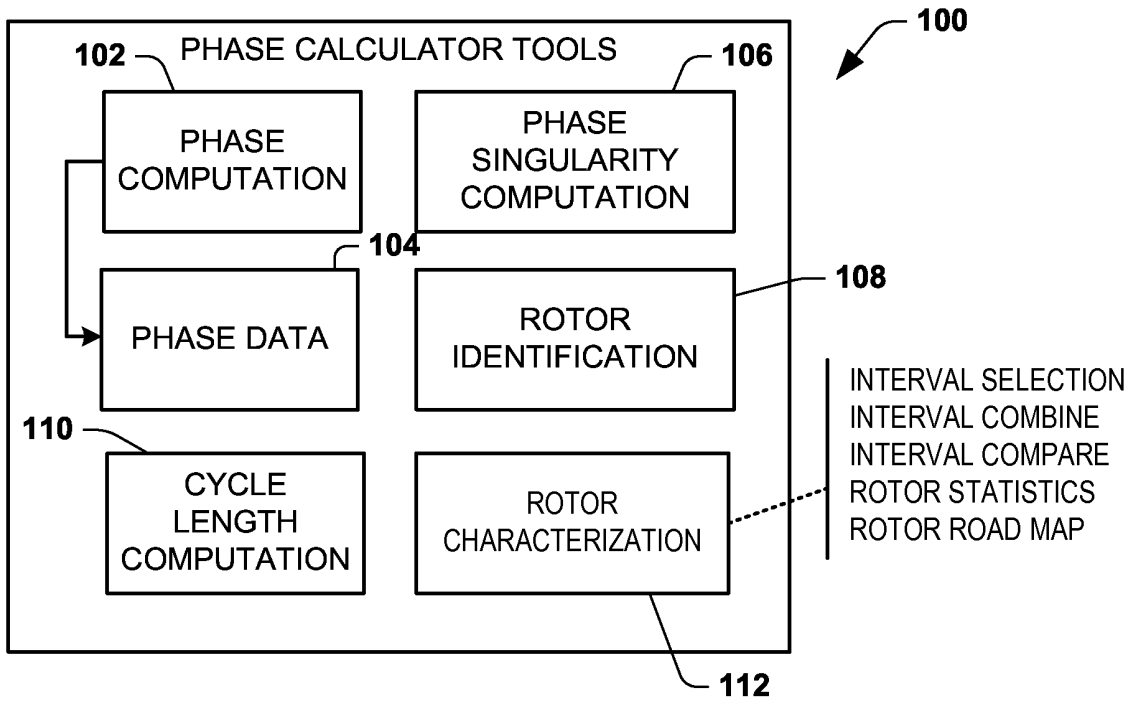 100
PHASE CALCULATOR TOOLS
102
PHASE
COMPUTATION
106
PHASE
SINGULARITY
COMPUTATION
104
PHASE DATA
108
ROTOR
IDENTIFICATION
110
CYCLE
LENGTH
COMPUTATION
ROTOR
CHARACTERIZATION
112
INTERVAL SELECTION
INTERVAL COMBINE
INTERVAL COMPARE
ROTOR STATISTICS
ROTOR ROAD MAP